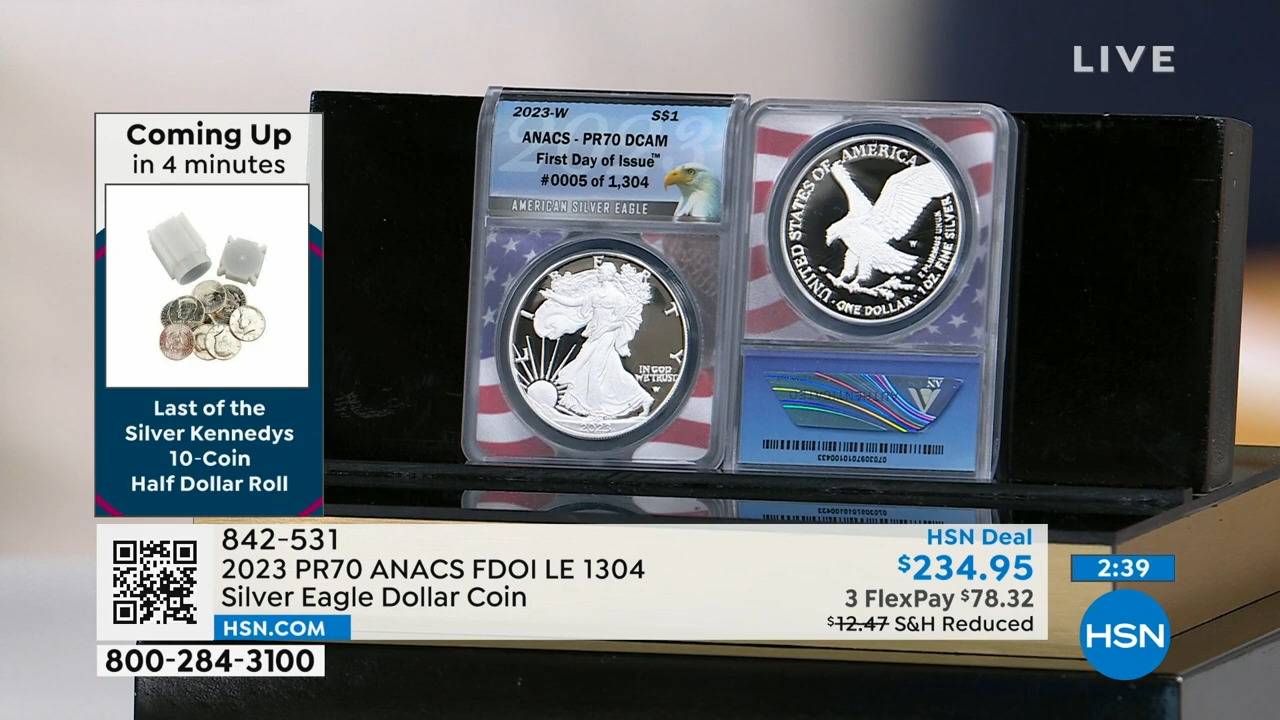 LIVE
Coming Up
in 4 minutes
Last of the
Silver Kennedys
10-Coin
Half Dollar Roll
2023-W S$1
ANACS - PR70 DCAM
First Day of Issue™
#0005 of 1,304
AMERICAN SILVER EAGLE
LIBERTY
IN GOD
WE TRUST
W
2023
UNITED STATES OF AMERICA
E PLURIBUS UNUM
1 OZ. FINE SILVER - ONE DOLLAR
07030970100433
842-531
2023 PR70 ANACS FDOI LE 1304
Silver Eagle Dollar Coin
HSN.COM
800-284-3100
HSN Deal
$234.95
3 FlexPay $78.32
$12.47 S&H Reduced
2:39
HSN